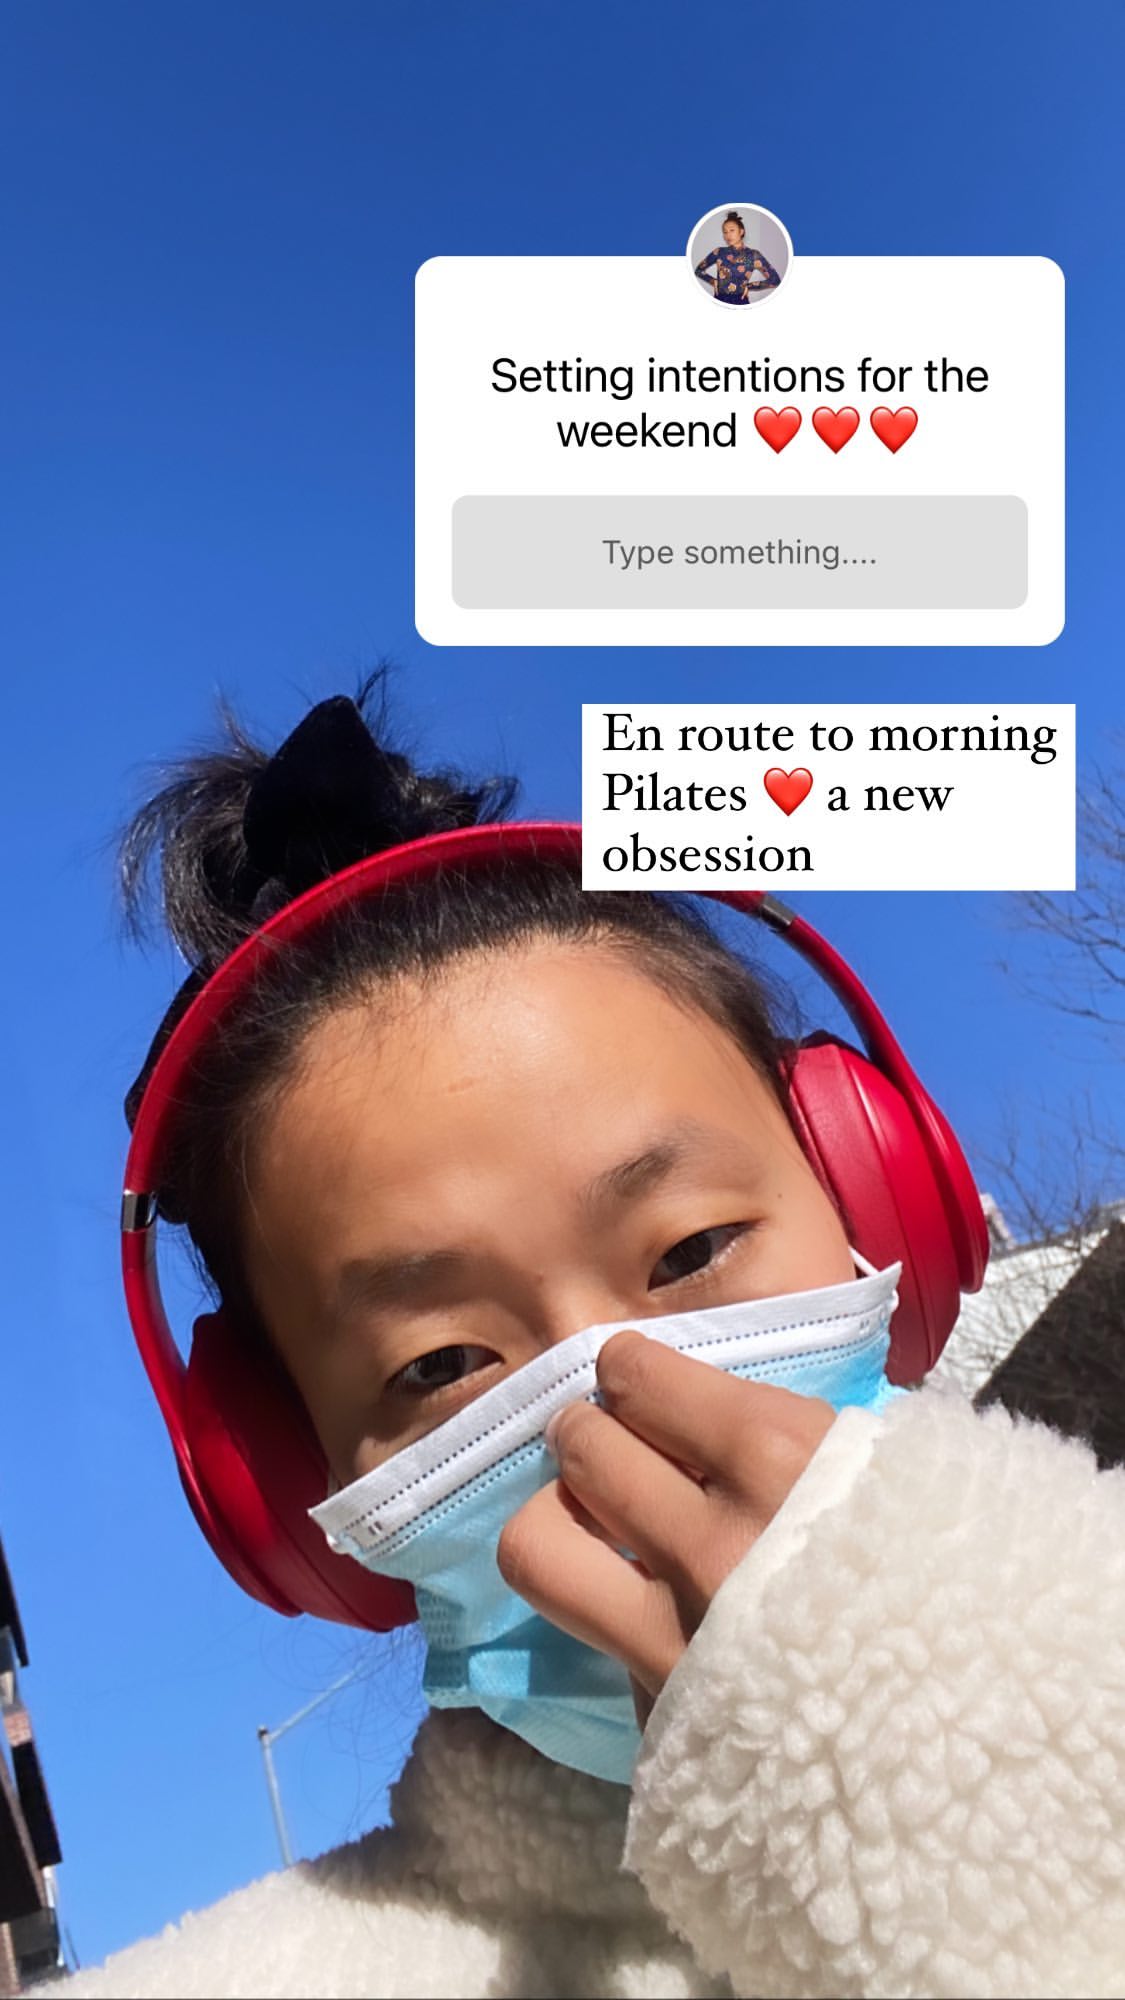 Setting intentions for the
weekend ❤️❤️❤️
Type something....
En route to morning
Pilates ❤️ a new
obsession